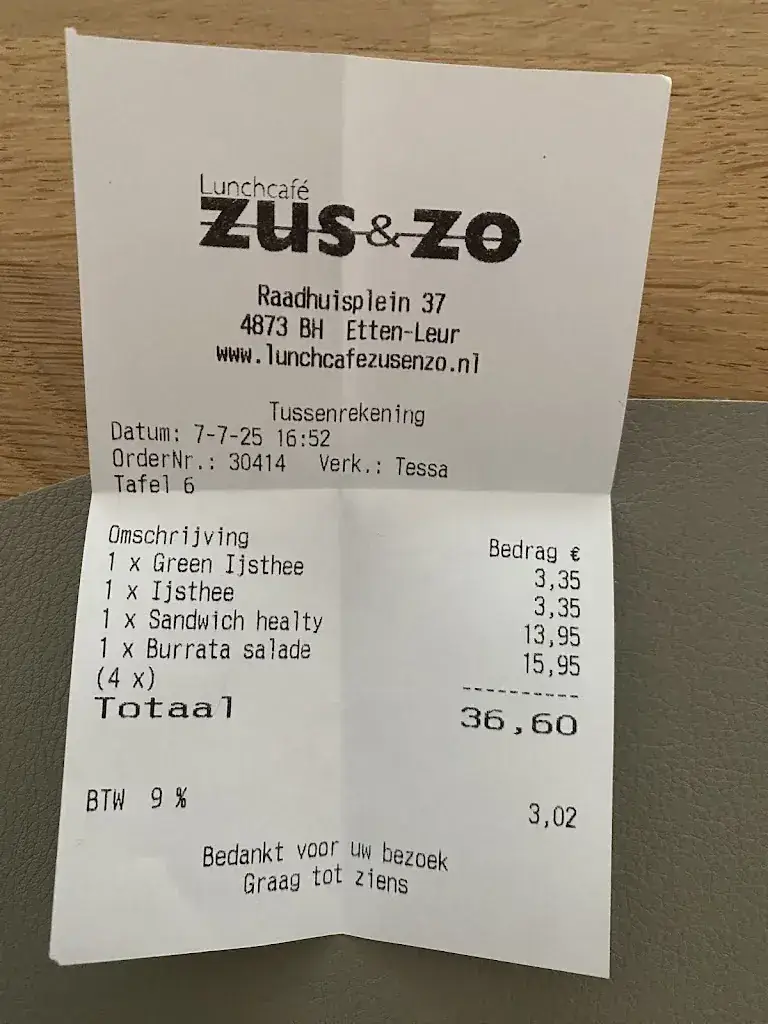 Lunchcafé
zus & zo
Raadhuisplein 37
4873 BH Etten-Leur
www.lunchcafezusenzo.nl
Tussenrekening
Datum: 7-7-25 16:52
OrderNr.: 30414 Verk.: Tessa
Tafel 6
Omschrijving Bedrag €
1 x Green Ijsthee 3,35
1 x Ijsthee 3,35
1 x Sandwich healty 13,95
1 x Burrata salade 15,95
(4 x) ----------
Totaal 36,60
BTW 9 % 3,02
Bedankt voor uw bezoek
Graag tot ziens